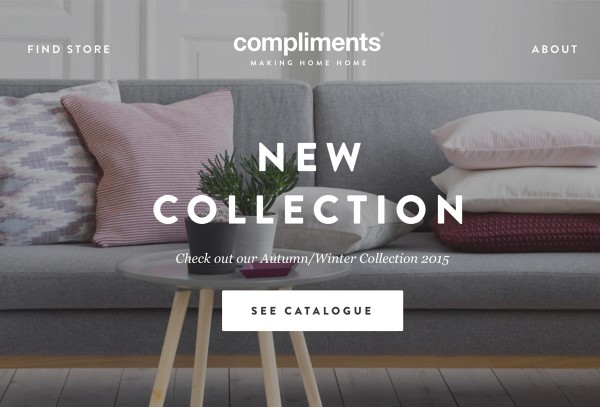 FIND STORE
compliments®
MAKING HOME HOME
ABOUT
NEW
COLLECTION
Check out our Autumn/Winter Collection 2015
SEE CATALOGUE